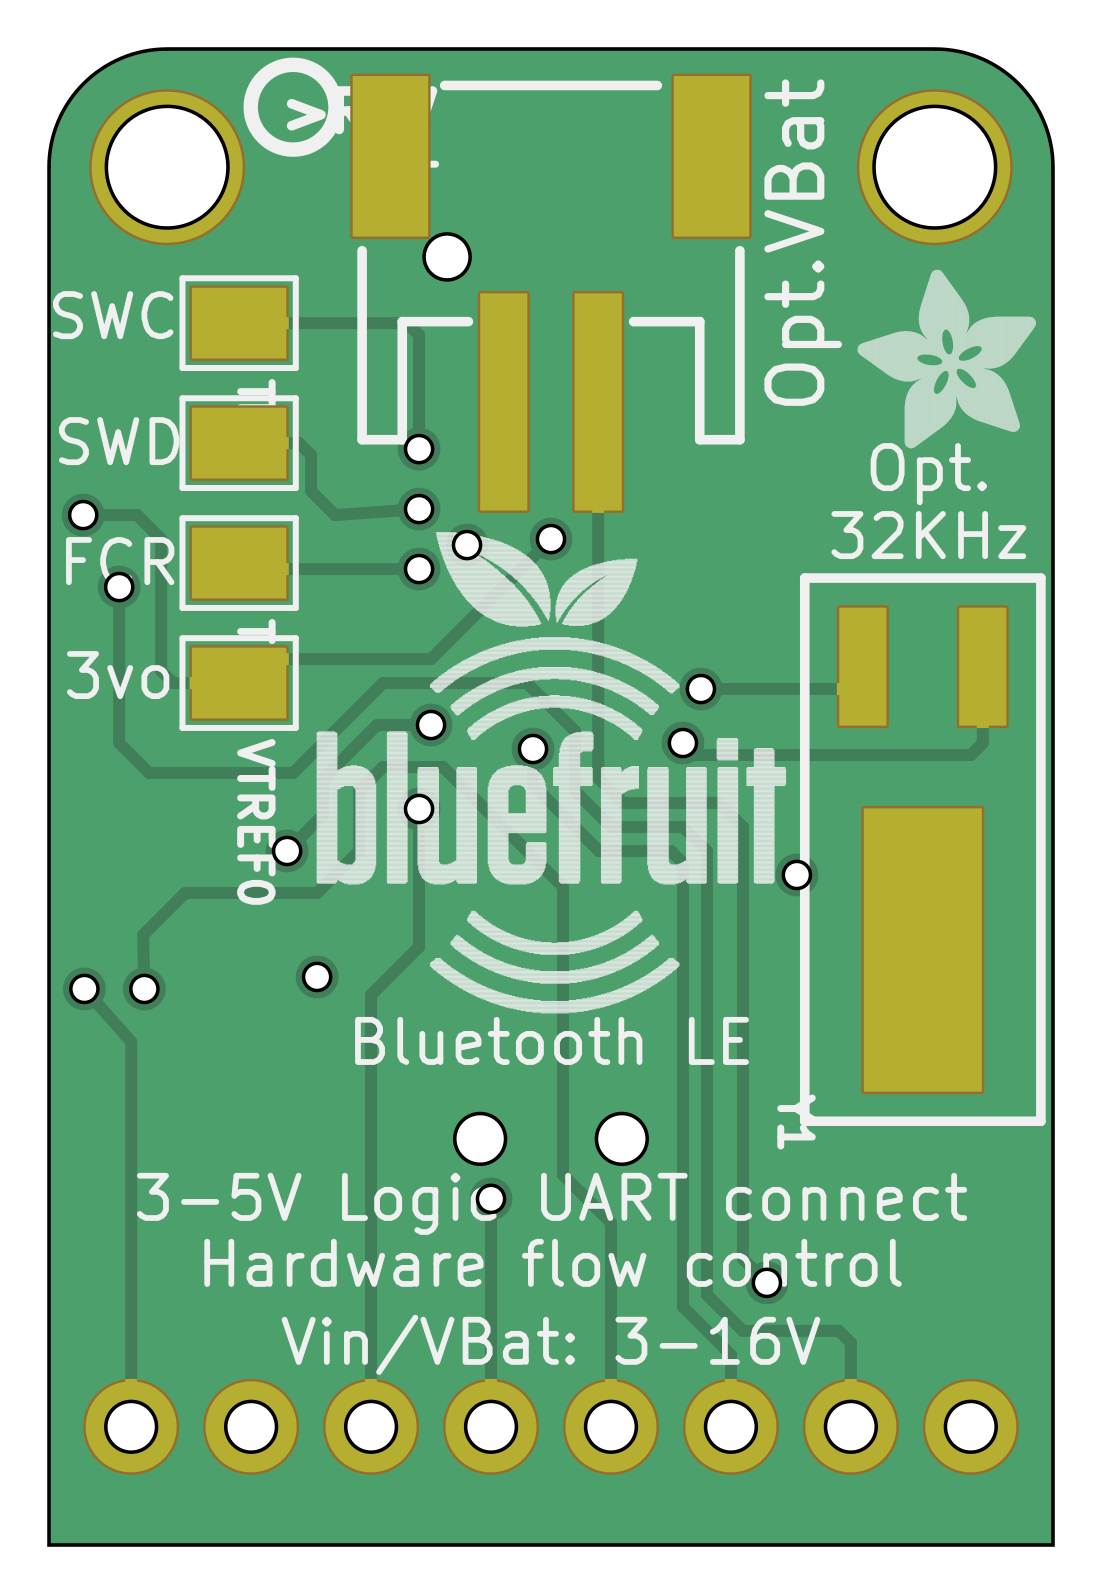 Opt.VBat
SWC
SWD
FCR
3vo
VTREF0
Opt.
32KHz
bluefruit
Bluetooth LE
Y1
3-5V Logic UART connect
Hardware flow control
Vin/VBat: 3-16V